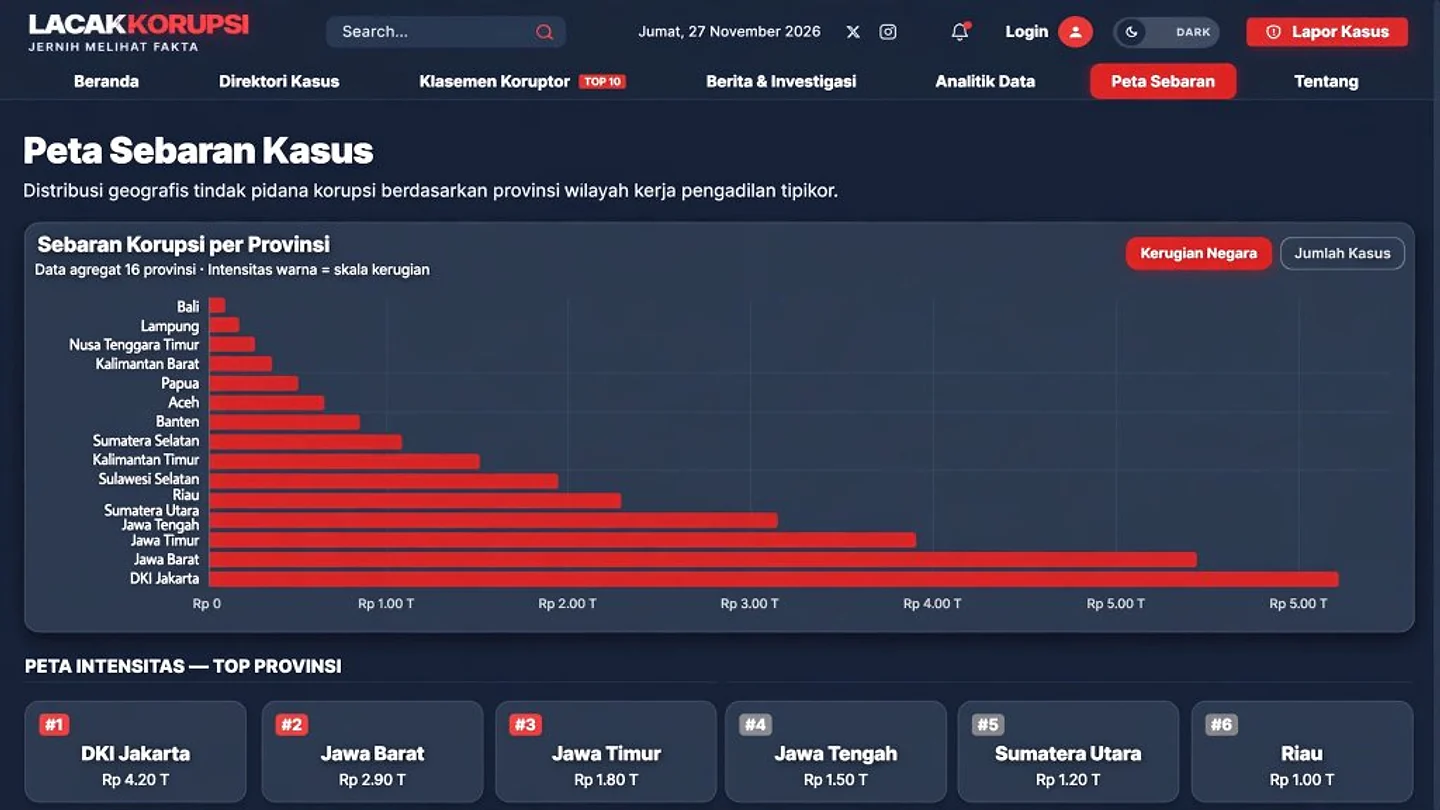 LACAKKORUPSI
JERNIH MELIHAT FAKTA
Search...
Jumat, 27 November 2026
Login
DARK
Lapor Kasus
Beranda
Direktori Kasus
Klasemen Koruptor TOP 10
Berita & Investigasi
Analitik Data
Peta Sebaran
Tentang
Peta Sebaran Kasus
Distribusi geografis tindak pidana korupsi berdasarkan provinsi wilayah kerja pengadilan tipikor.
Sebaran Korupsi per Provinsi
Data agregat 16 provinsi · Intensitas warna = skala kerugian
Kerugian Negara
Jumlah Kasus
Bali
Lampung
Nusa Tenggara Timur
Kalimantan Barat
Papua
Aceh
Banten
Sumatera Selatan
Kalimantan Timur
Sulawesi Selatan
Riau
Sumatera Utara
Jawa Tengah
Jawa Timur
Jawa Barat
DKI Jakarta
Rp 0
Rp 1.00 T
Rp 2.00 T
Rp 3.00 T
Rp 4.00 T
Rp 5.00 T
Rp 5.00 T
PETA INTENSITAS — TOP PROVINSI
#1
DKI Jakarta
Rp 4.20 T
#2
Jawa Barat
Rp 2.90 T
#3
Jawa Timur
Rp 1.80 T
#4
Jawa Tengah
Rp 1.50 T
#5
Sumatera Utara
Rp 1.20 T
#6
Riau
Rp 1.00 T